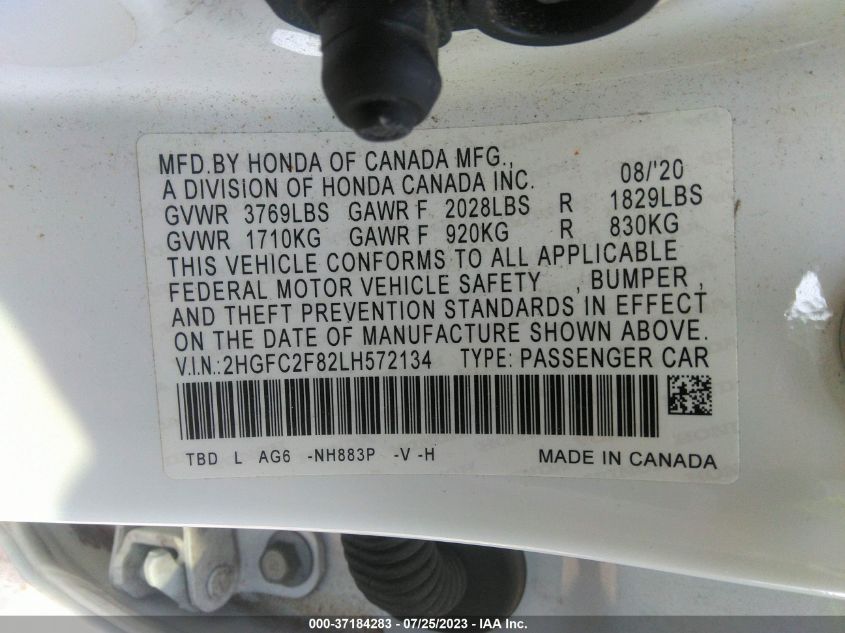 MFD.BY HONDA OF CANADA MFG., 08/'20
A DIVISION OF HONDA CANADA INC.
GVWR 3769LBS GAWR F 2028LBS R 1829LBS
GVWR 1710KG GAWR F 920KG R 830KG
THIS VEHICLE CONFORMS TO ALL APPLICABLE
FEDERAL MOTOR VEHICLE SAFETY , BUMPER ,
AND THEFT PREVENTION STANDARDS IN EFFECT
ON THE DATE OF MANUFACTURE SHOWN ABOVE.
V.I.N.:2HGFC2F82LH572134 TYPE: PASSENGER CAR
TBD L AG6 -NH883P -V -H MADE IN CANADA
000-37184283 - 07/25/2023 - IAA Inc.